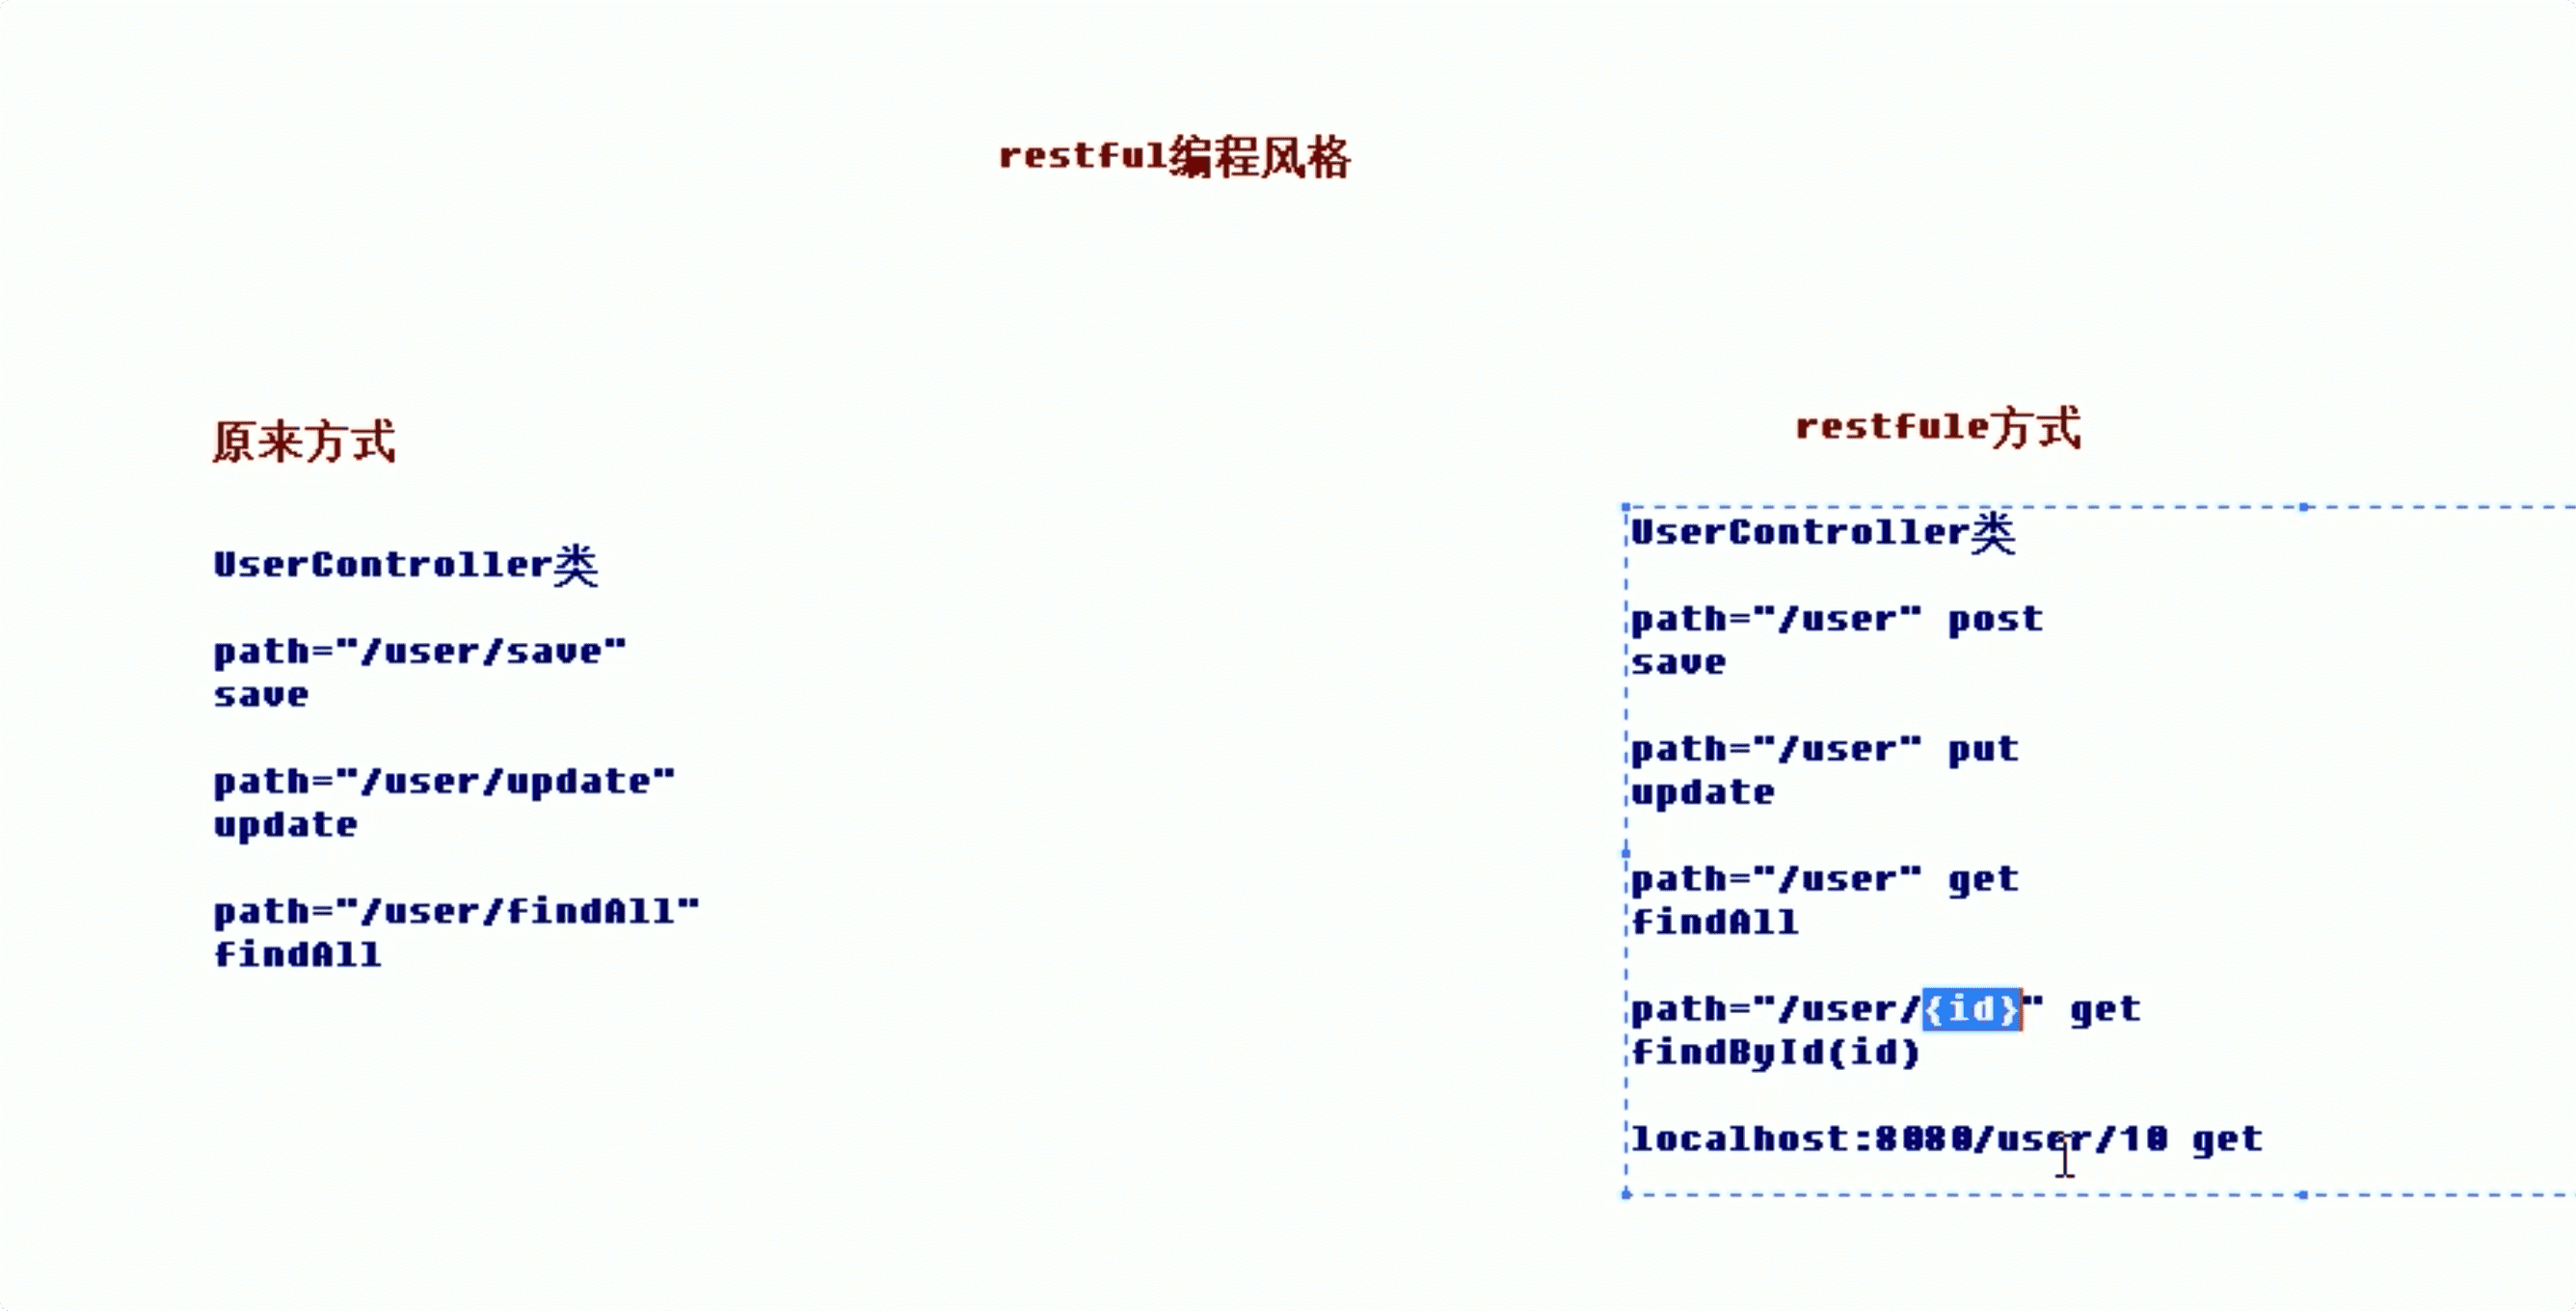 restful编程风格
原来方式
UserController类
path="/user/save"
save
path="/user/update"
update
path="/user/findAll"
findAll
restfule方式
UserController类
path="/user" post
save
path="/user" put
update
path="/user" get
findAll
path="/user/{id}" get
findById(id)
localhost:8080/user/10 get